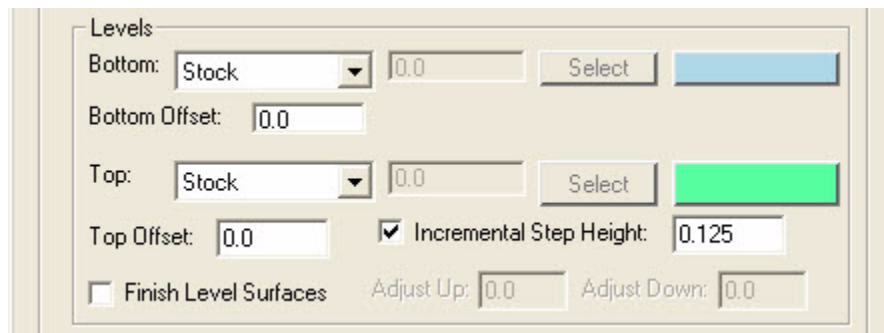 Levels
Bottom: Stock 0.0 Select
Bottom Offset: 0.0
Top: Stock 0.0 Select
Top Offset: 0.0 Incremental Step Height: 0.125
Finish Level Surfaces Adjust Up: 0.0 Adjust Down: 0.0